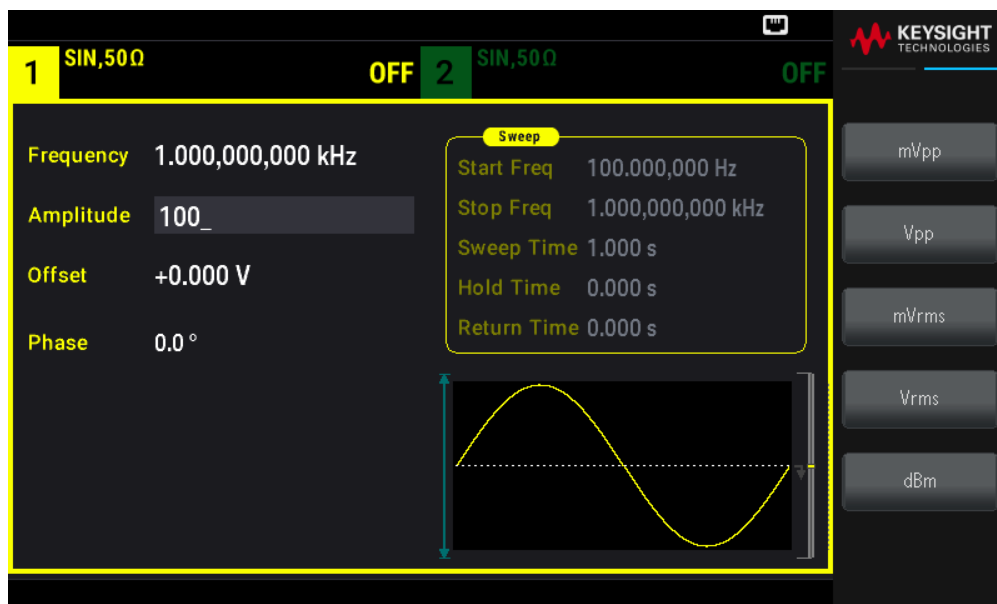 KEYSIGHT
TECHNOLOGIES
1 SIN,50Ω OFF 2 SIN,50Ω OFF
Frequency 1.000,000,000 kHz
Amplitude 100_
Offset +0.000 V
Phase 0.0 °
Sweep
Start Freq 100.000,000 Hz
Stop Freq 1.000,000,000 kHz
Sweep Time 1.000 s
Hold Time 0.000 s
Return Time 0.000 s
mVpp
Vpp
mVrms
Vrms
dBm